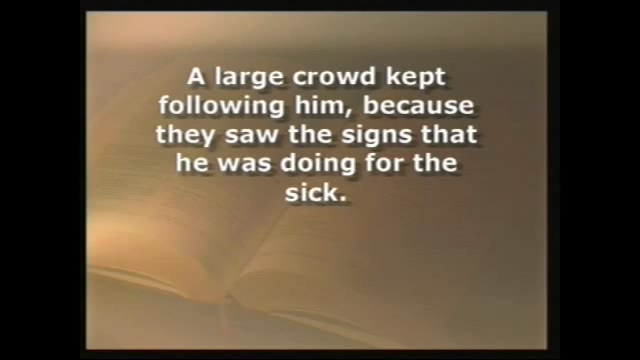 A large crowd kept
following him, because
they saw the signs that
he was doing for the
sick.